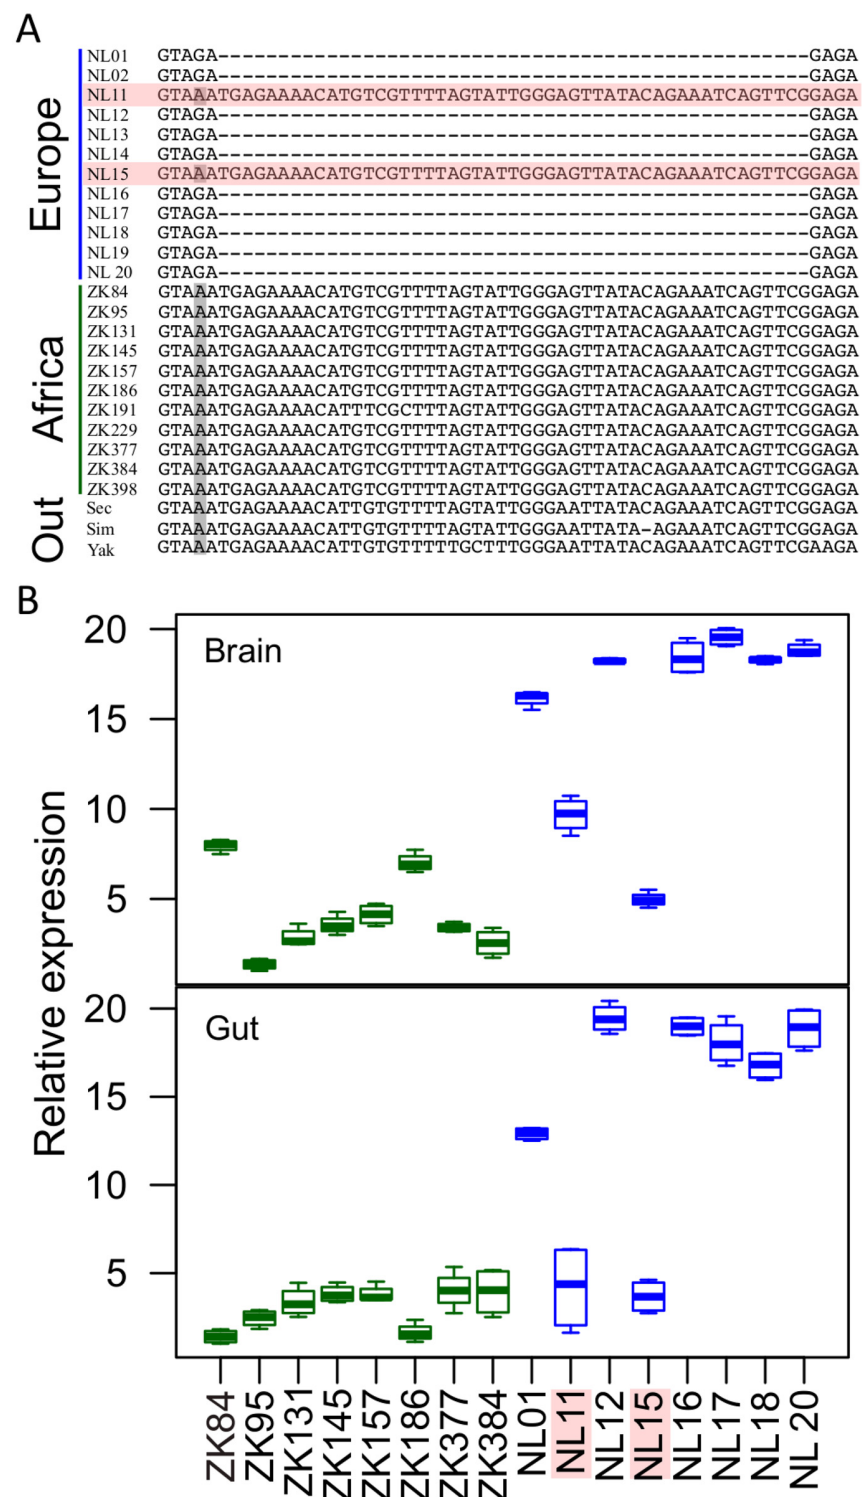 A
Europe
NL01 GTAGA-------------------------------------------------GAGA
NL02 GTAGA-------------------------------------------------GAGA
NL11 GTAAATGAGAAAACATGTCGTTTTAGTATTGGGAGTTATACAGAAATCAGTTCGGAGA
NL12 GTAGA-------------------------------------------------GAGA
NL13 GTAGA-------------------------------------------------GAGA
NL14 GTAGA-------------------------------------------------GAGA
NL15 GTAAATGAGAAAACATGTCGTTTTAGTATTGGGAGTTATACAGAAATCAGTTCGGAGA
NL16 GTAGA-------------------------------------------------GAGA
NL17 GTAGA-------------------------------------------------GAGA
NL18 GTAGA-------------------------------------------------GAGA
NL19 GTAGA-------------------------------------------------GAGA
NL 20 GTAGA-------------------------------------------------GAGA
Africa
ZK84 GTAAATGAGAAAACATGTCGTTTTAGTATTGGGAGTTATACAGAAATCAGTTCGGAGA
ZK95 GTAAATGAGAAAACATGTCGTTTTAGTATTGGGAGTTATACAGAAATCAGTTCGGAGA
ZK131 GTAAATGAGAAAACATGTCGTTTTAGTATTGGGAGTTATACAGAAATCAGTTCGGAGA
ZK145 GTAAATGAGAAAACATGTCGTTTTAGTATTGGGAGTTATACAGAAATCAGTTCGGAGA
ZK157 GTAAATGAGAAAACATGTCGTTTTAGTATTGGGAGTTATACAGAAATCAGTTCGGAGA
ZK186 GTAAATGAGAAAACATGTCGTTTTAGTATTGGGAGTTATACAGAAATCAGTTCGGAGA
ZK191 GTAAATGAGAAAACATTTCGCTTTAGTATTGGGAGTTATACAGAAATCAGTTCGGAGA
ZK229 GTAAATGAGAAAACATGTCGTTTTAGTATTGGGAGTTATACAGAAATCAGTTCGGAGA
ZK377 GTAAATGAGAAAACATGTCGTTTTAGTATTGGGAGTTATACAGAAATCAGTTCGGAGA
ZK384 GTAAATGAGAAAACATGTCGTTTTAGTATTGGGAGTTATACAGAAATCAGTTCGGAGA
ZK398 GTAAATGAGAAAACATGTCGTTTTAGTATTGGGAGTTATACAGAAATCAGTTCGGAGA
Out
Sec GTAAATGAGAAAACATTGTGTTTTAGTATTGGGAATTATACAGAAATCAGTTCGGAGA
Sim GTAAATGAGAAAACATTGTGTTTTAGTATTGGGAATTATA-AGAAATCAGTTCGGAGA
Yak GTAAATGAGAAAACATTGTGTTTTTGCTTTGGGAATTATACAGAAATCAGTTCGAAGA
B
Relative expression
Brain
20
15
10
5
Gut
20
15
10
5
ZK84 ZK95 ZK131 ZK145 ZK157 ZK186 ZK377 ZK384 NL01 NL11 NL12 NL15 NL16 NL17 NL18 NL 20